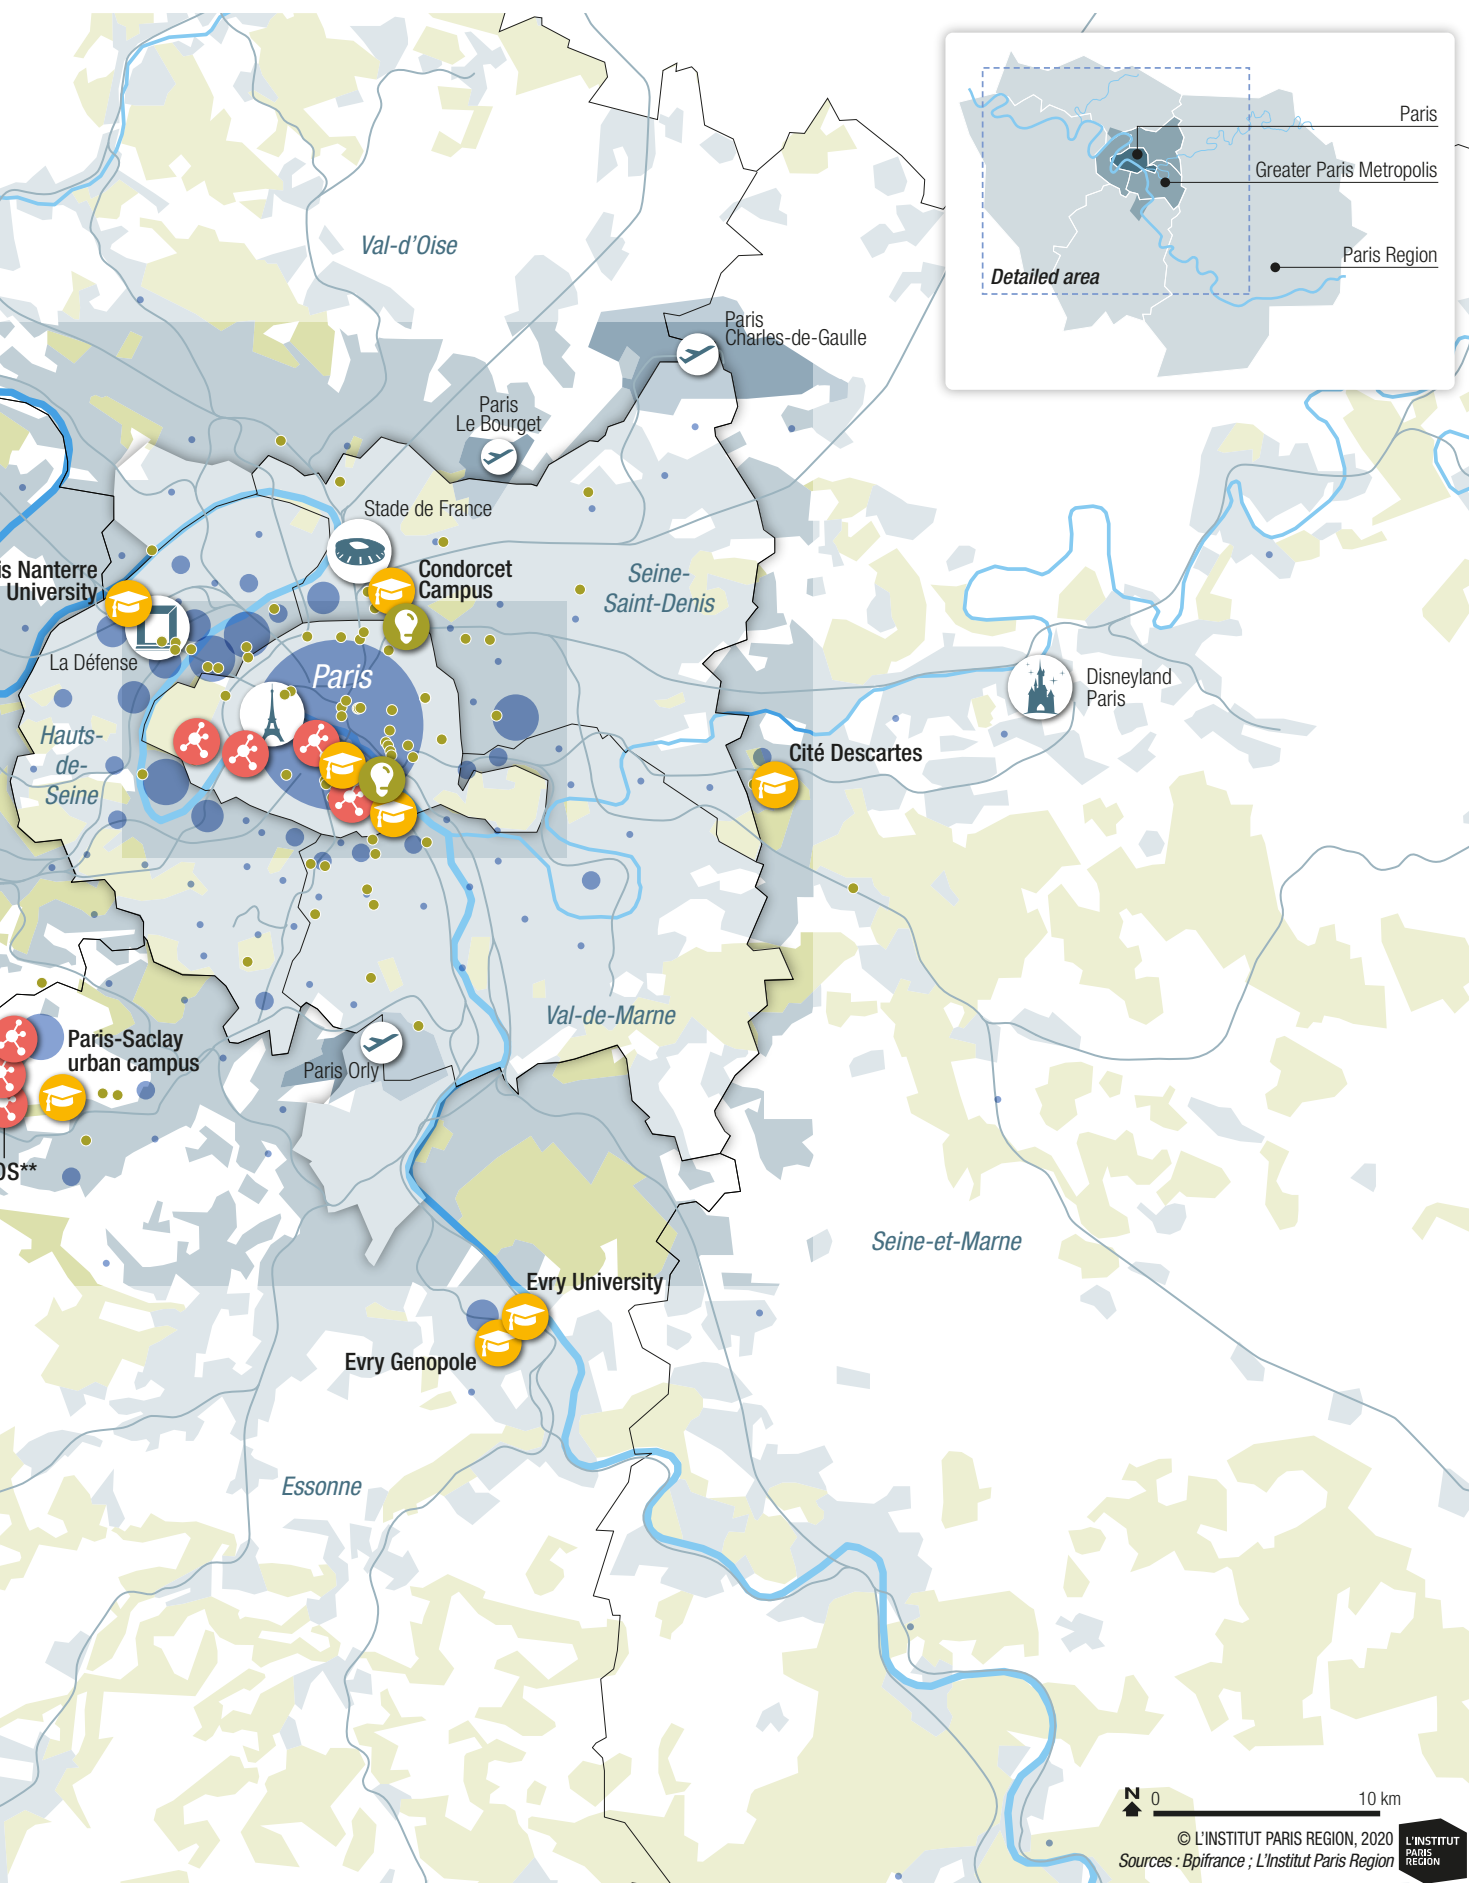 Paris
Greater Paris Metropolis
Paris Region
Detailed area
Val-d'Oise
Paris
Charles-de-Gaulle
Paris
Le Bourget
Stade de France
is Nanterre
University
Condorcet
Campus
Seine-
Saint-Denis
La Défense
Paris
Disneyland
Paris
Hauts-
de-
Seine
Cité Descartes
Val-de-Marne
Paris-Saclay
urban campus
Paris Orly
OS**
Seine-et-Marne
Evry University
Evry Genopole
Essonne
N 0 10 km
© L'INSTITUT PARIS REGION, 2020
Sources : Bpifrance ; L'Institut Paris Region
L'INSTITUT
PARIS
REGION